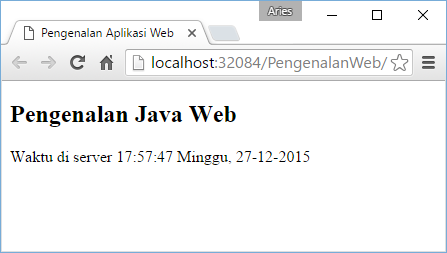 Aries
Pengenalan Aplikasi Web
localhost:32084/PengenalanWeb/
Pengenalan Java Web
Waktu di server 17:57:47 Minggu, 27-12-2015